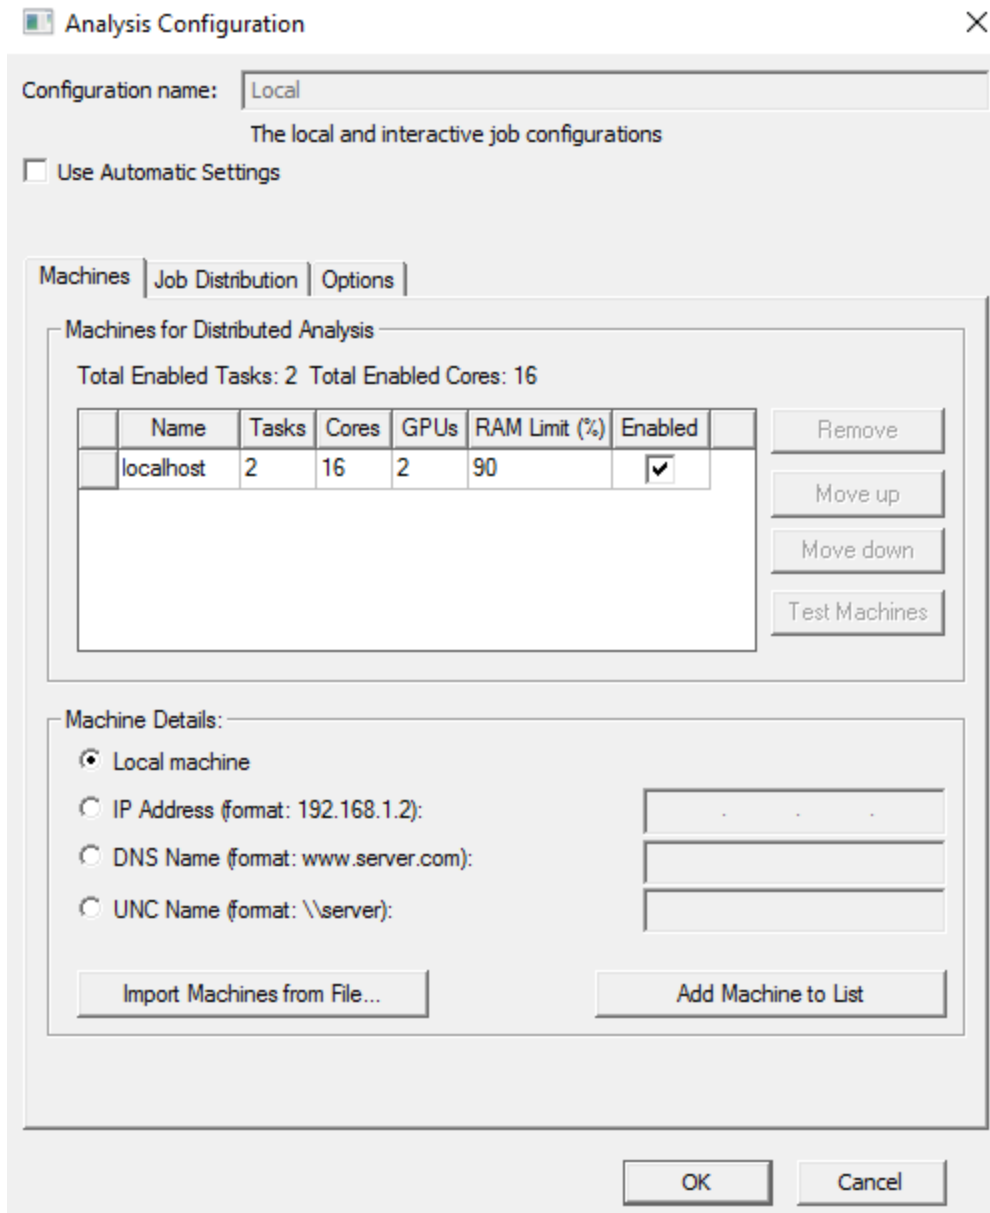 Analysis Configuration
Configuration name: Local
The local and interactive job configurations
Use Automatic Settings
Machines Job Distribution Options
Machines for Distributed Analysis
Total Enabled Tasks: 2 Total Enabled Cores: 16
Name Tasks Cores GPUs RAM Limit (%) Enabled
localhost 2 16 2 90
Remove
Move up
Move down
Test Machines
Machine Details:
Local machine
IP Address (format: 192.168.1.2): . . .
DNS Name (format: www.server.com):
UNC Name (format: \\server):
Import Machines from File... Add Machine to List
OK Cancel